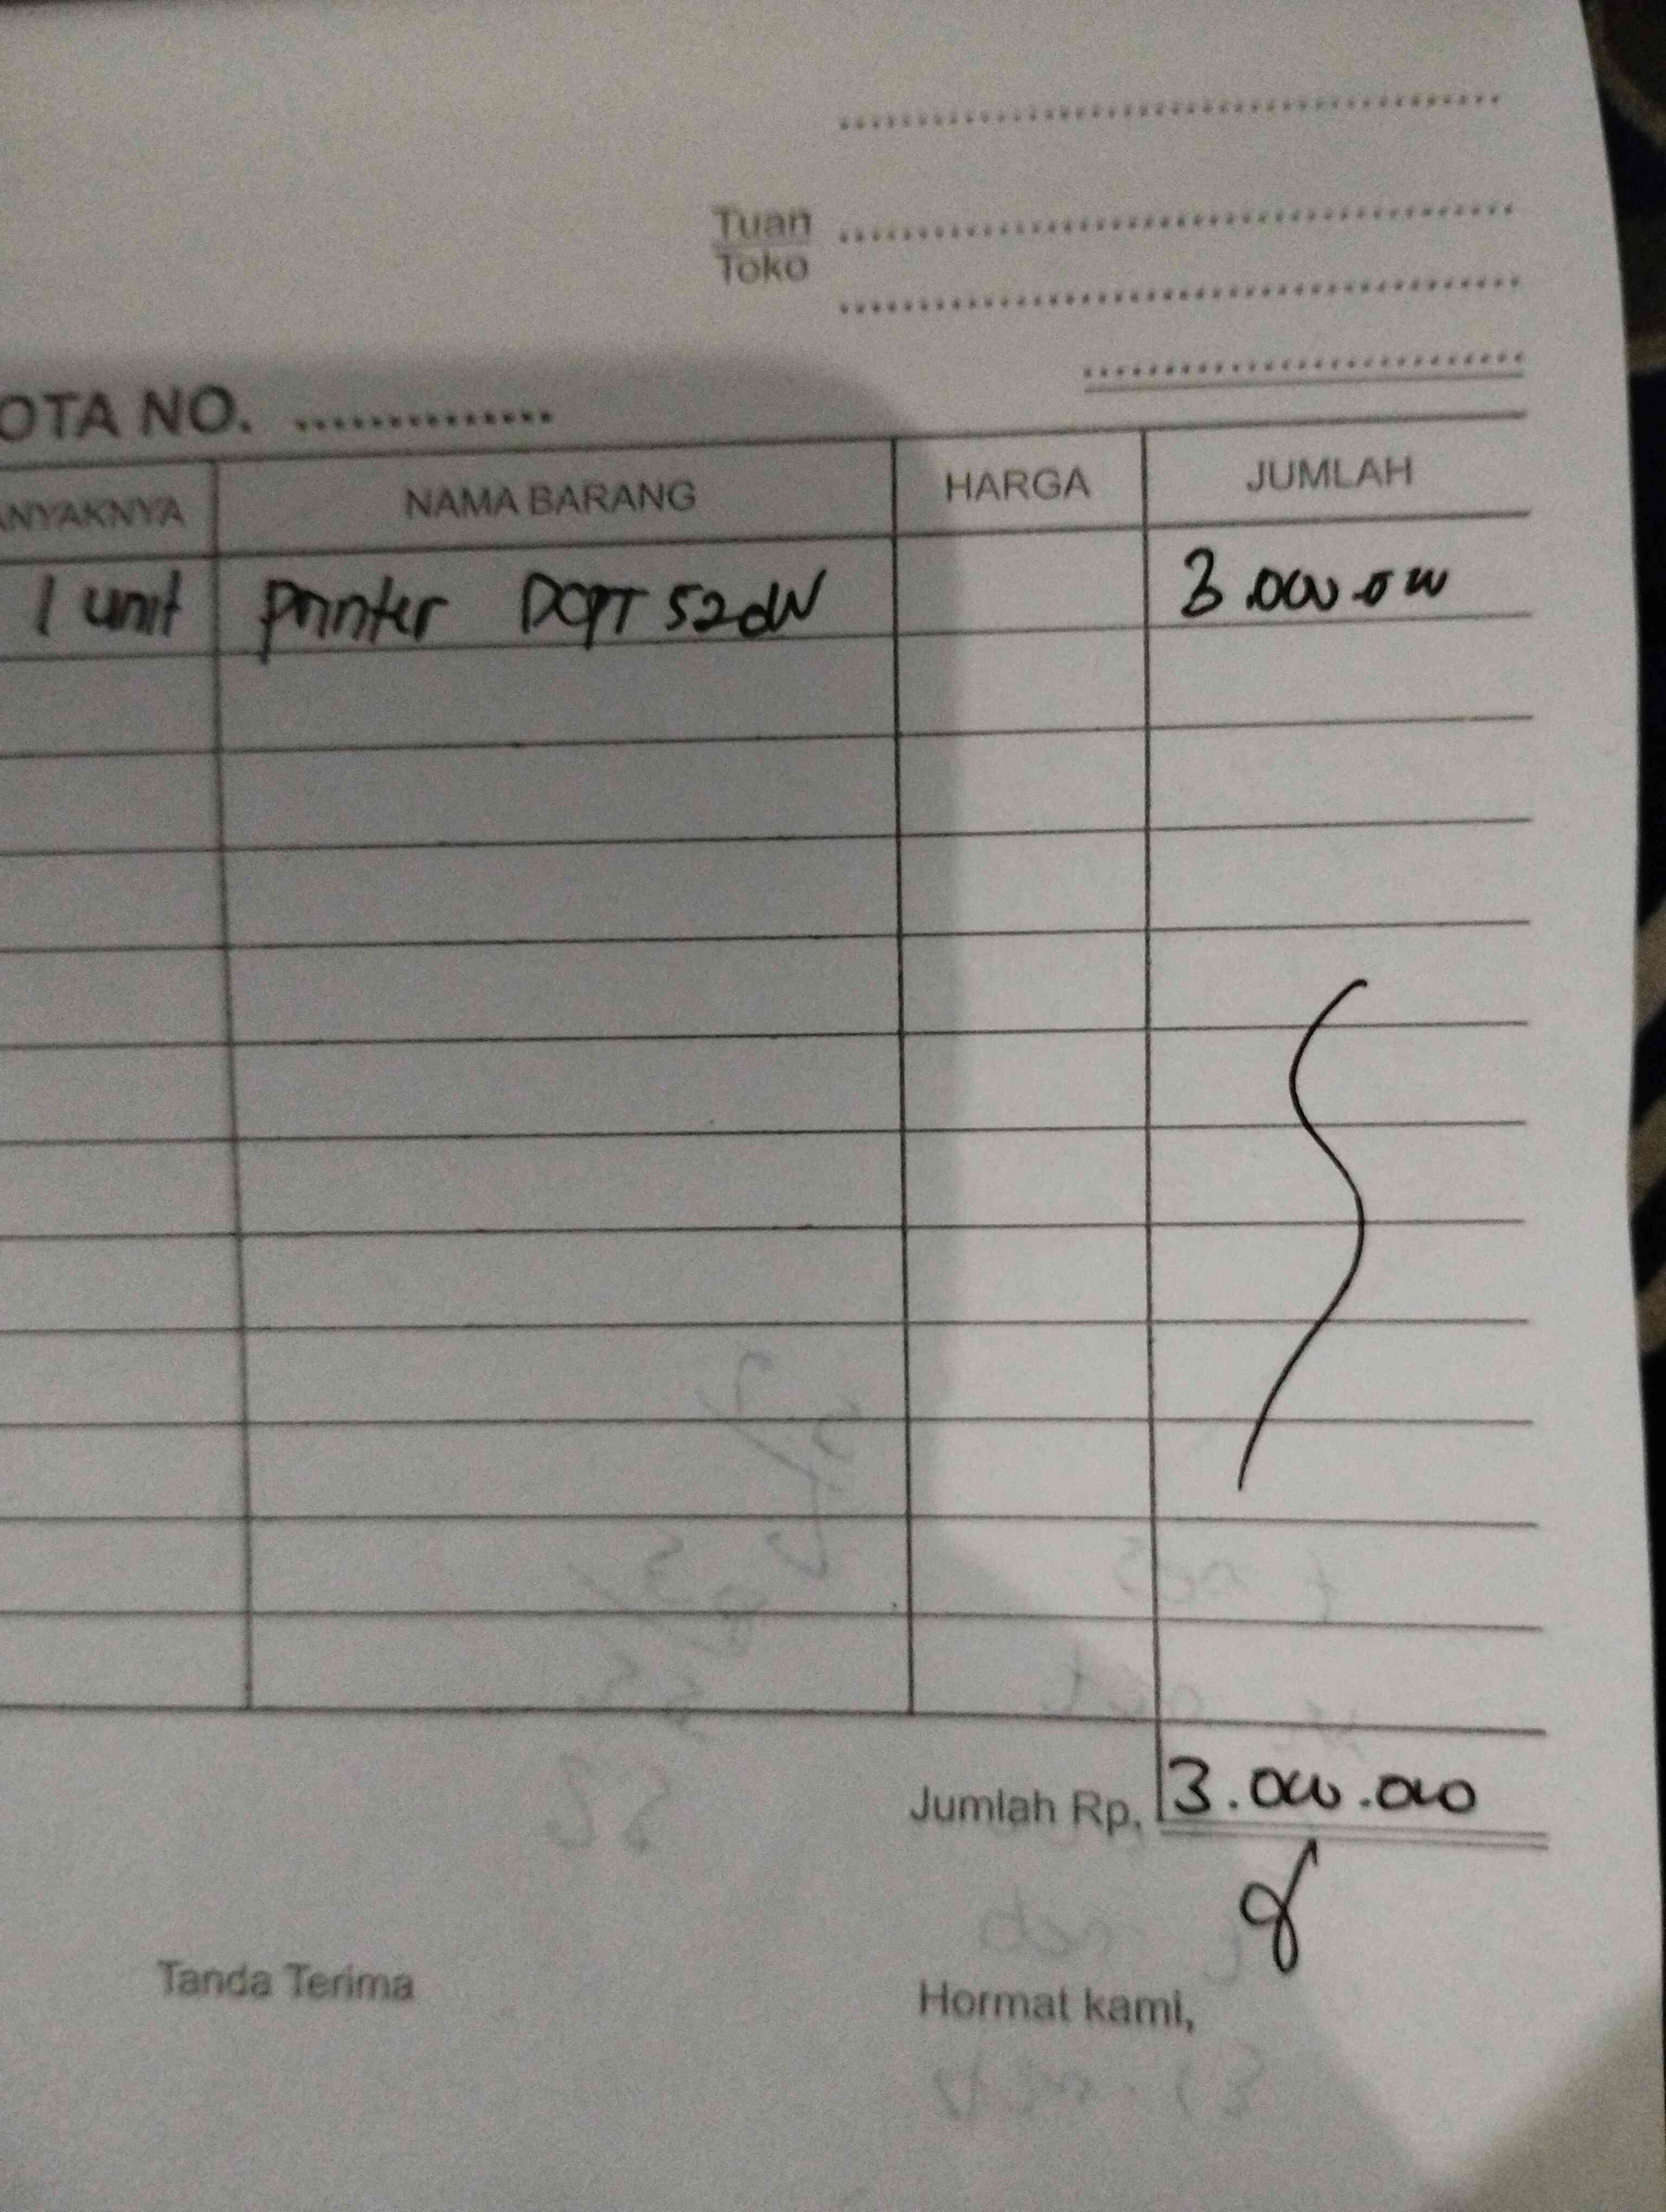 Tuan
Toko
OTA NO. ..............
ANYAKNYA NAMA BARANG HARGA JUMLAH
1 unit printer DCPT 520W 3.000.000
Jumlah Rp. 3.000.000
Tanda Terima Hormat kami,